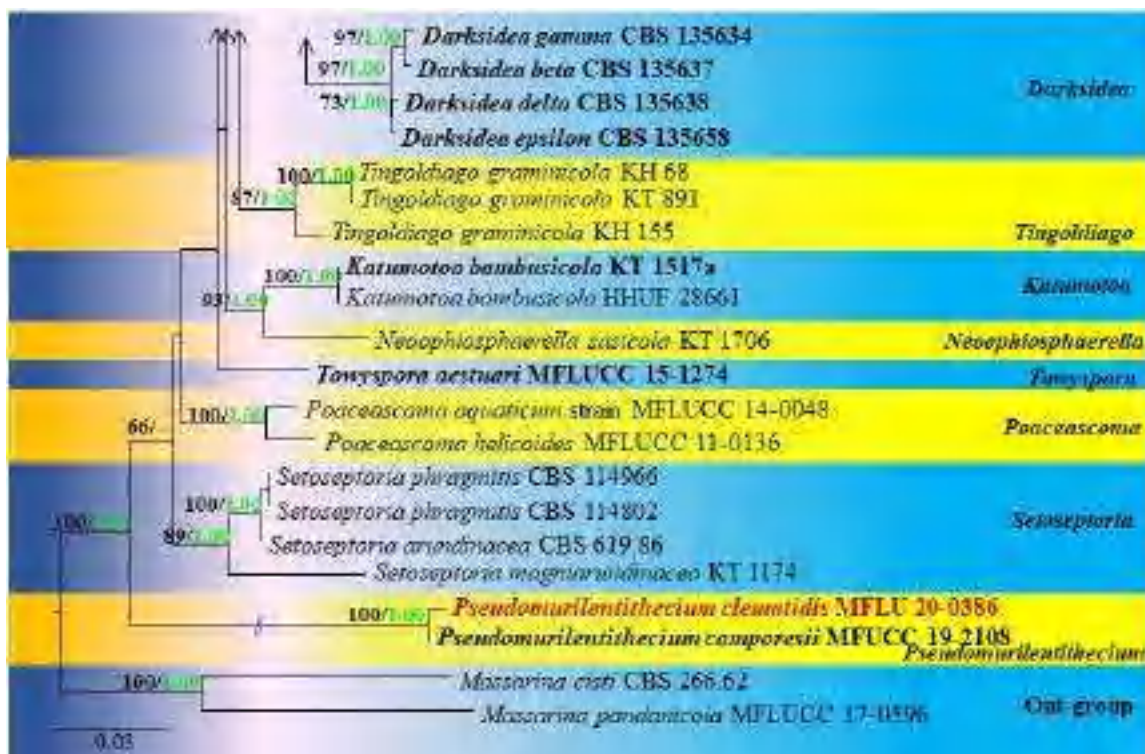 97/1.00 Darksidea gamma CBS 135634
97/1.00 Darksidea beta CBS 135637
Darksidea
73/1.00 Darksidea delta CBS 135638
Darksidea epsilon CBS 135658
100/1.00 Tingoldiago graminicola KH 68
87/1.00 Tingoldiago graminicola KT 891
Tingoldiago graminicola KH 155
Tingoldiago
100/1.00 Katumotoa bambusicola KT 1517a
Katumotoa
93/1.00 Katumotoa bambusicola HHUF 28661
Neoophiosphaerella sasicola KT 1706
Neoophiosphaerella
Towyspora aestuari MFLUCC 15-1274
Towyspora
100/1.00 Poaceascoma aquaticum strain MFLUCC 14-0048
Poaceascoma
66/ Poaceascoma helicoides MFLUCC 11-0136
Setoseptoria phragmitis CBS 114966
100/1.00 Setoseptoria phragmitis CBS 114802
Setoseptoria
89/1.00 Setoseptoria arundinacea CBS 619.86
Setoseptoria magniarundinacea KT 1174
100/1.00 Pseudomurilentithecium clematidis MFLU 20-0386
Pseudomurilentithecium camporesii MFUCC 19-2108
Pseudomurilentithecium
100/1.00 Massarina cisti CBS 266.62
Out-group
Massarina pandanicola MFLUCC 17-0596
0.03